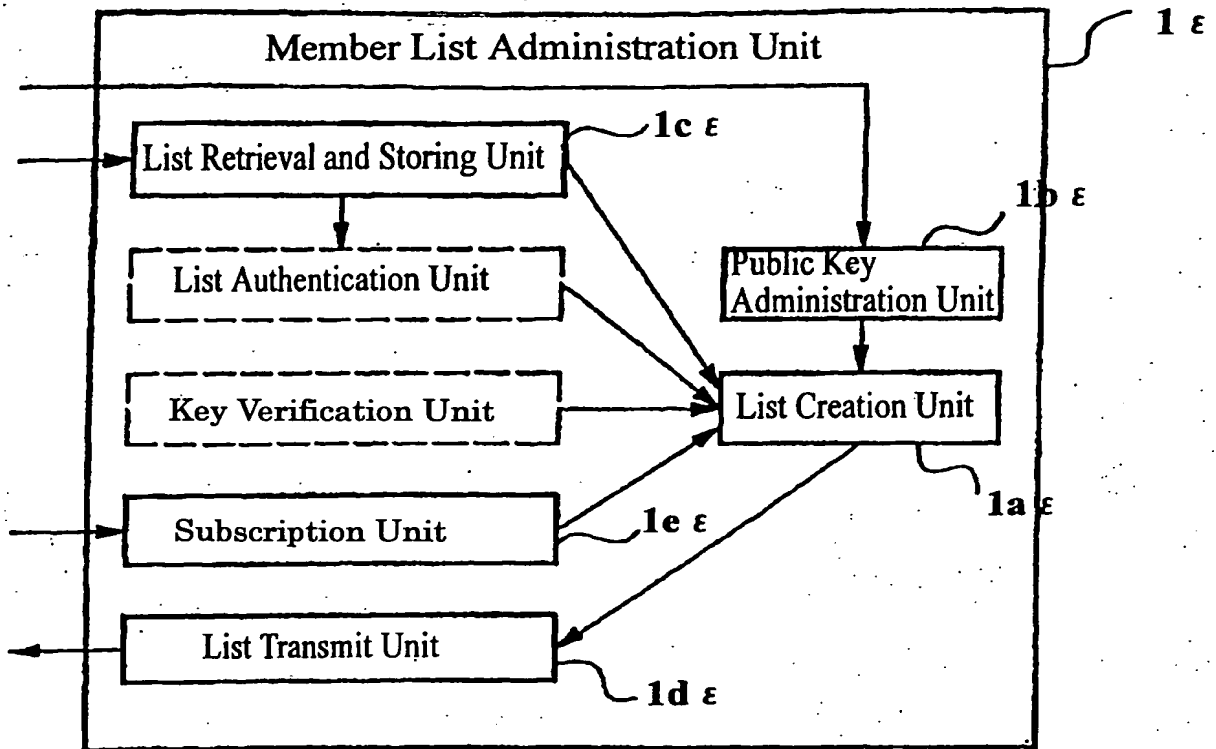 1 ε
Member List Administration Unit
1c ε
List Retrieval and Storing Unit
1b ε
List Authentication Unit
Public Key
Administration Unit
Key Verification Unit
List Creation Unit
1a ε
Subscription Unit
1e ε
List Transmit Unit
1d ε